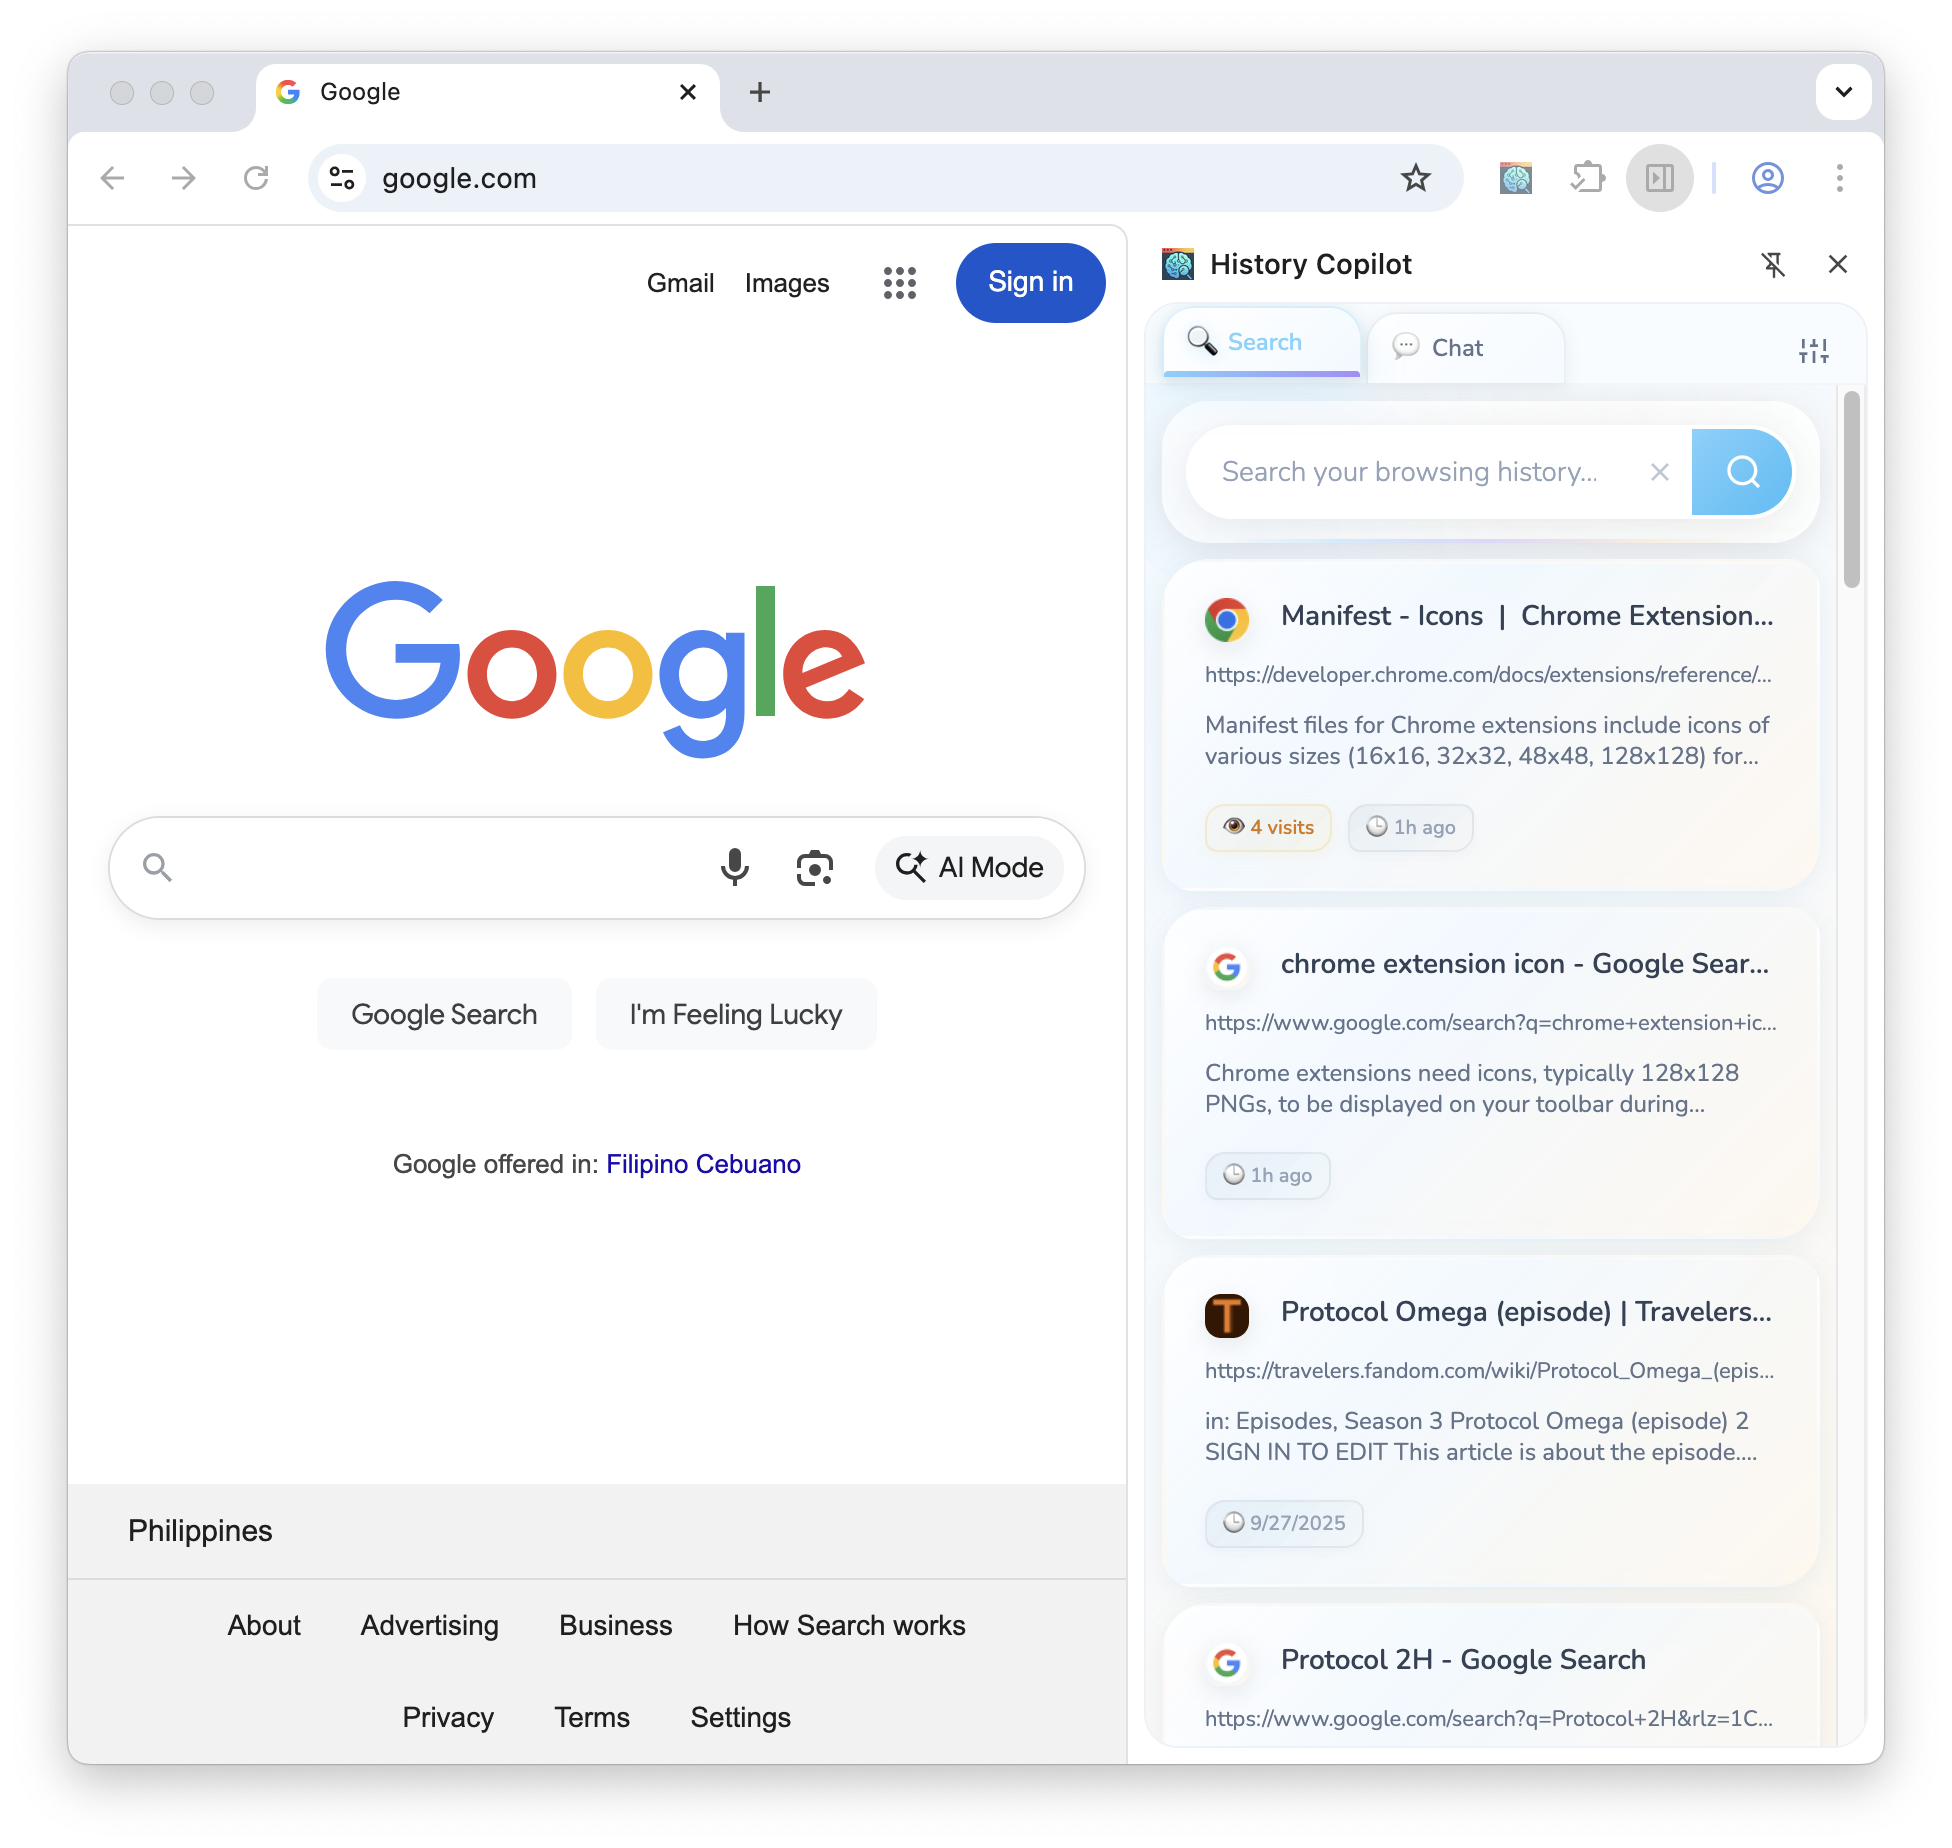 Google
google.com
Gmail Images Sign in
Google
AI Mode
Google Search I'm Feeling Lucky
Google offered in: Filipino Cebuano
Philippines
About Advertising Business How Search works
Privacy Terms Settings
History Copilot
Search Chat
Search your browsing history...
Manifest - Icons | Chrome Extension...
https://developer.chrome.com/docs/extensions/reference/...
Manifest files for Chrome extensions include icons of
various sizes (16x16, 32x32, 48x48, 128x128) for...
4 visits 1h ago
chrome extension icon - Google Sear...
https://www.google.com/search?q=chrome+extension+ic...
Chrome extensions need icons, typically 128x128
PNGs, to be displayed on your toolbar during...
1h ago
T
Protocol Omega (episode) | Travelers...
https://travelers.fandom.com/wiki/Protocol_Omega_(epis...
in: Episodes, Season 3 Protocol Omega (episode) 2
SIGN IN TO EDIT This article is about the episode....
9/27/2025
Protocol 2H - Google Search
https://www.google.com/search?q=Protocol+2H&rlz=1C...